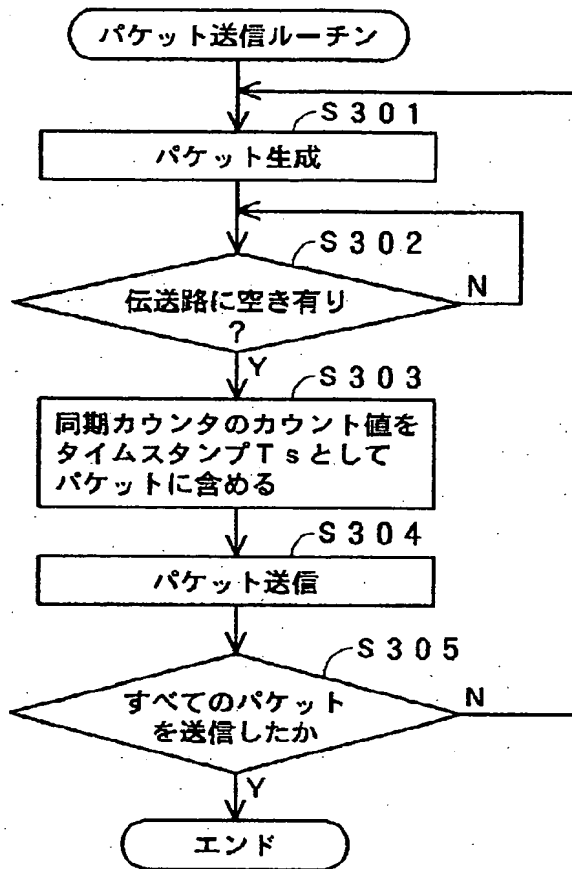 パケット送信ルーチン
S301
パケット生成
S302
伝送路に空き有り
?
N
Y
S303
同期カウンタのカウント値を
タイムスタンプTsとして
パケットに含める
S304
パケット送信
S305
すべてのパケット
を送信したか
N
Y
エンド